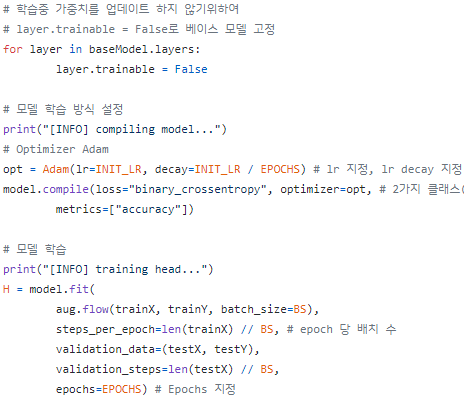 # 학습중 가중치를 업데이트 하지 않기위하여
# layer.trainable = False로 베이스 모델 고정
for layer in baseModel.layers:
        layer.trainable = False

# 모델 학습 방식 설정
print("[INFO] compiling model...")
# Optimizer Adam
opt = Adam(lr=INIT_LR, decay=INIT_LR / EPOCHS) # lr 지정, lr decay 지정
model.compile(loss="binary_crossentropy", optimizer=opt, # 2가지 클래스(
        metrics=["accuracy"])

# 모델 학습
print("[INFO] training head...")
H = model.fit(
        aug.flow(trainX, trainY, batch_size=BS),
        steps_per_epoch=len(trainX) // BS, # epoch 당 배치 수
        validation_data=(testX, testY),
        validation_steps=len(testX) // BS,
        epochs=EPOCHS) # Epochs 지정